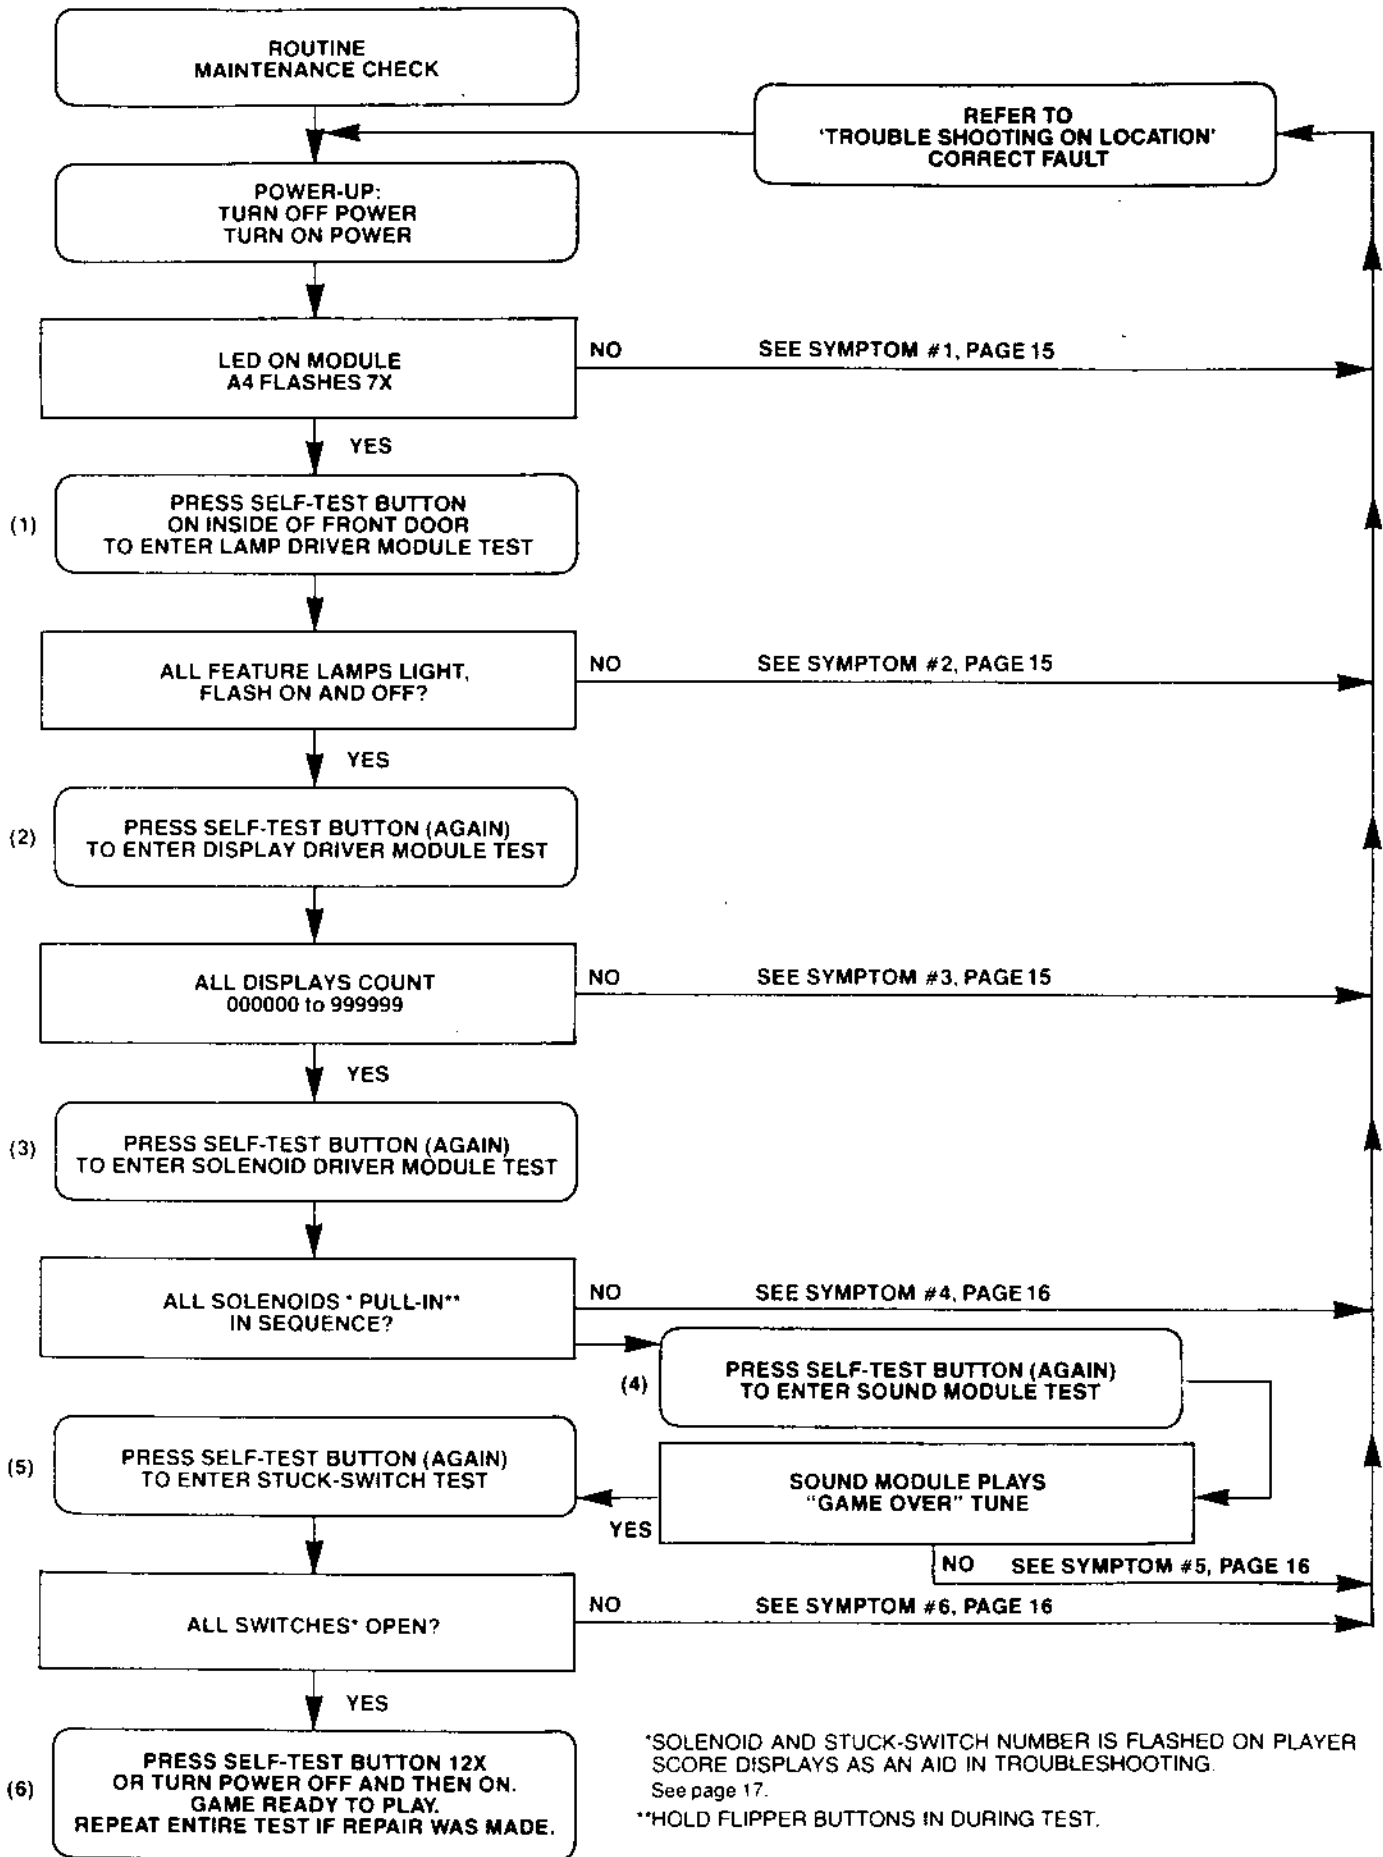 ROUTINE
MAINTENANCE CHECK
REFER TO
'TROUBLE SHOOTING ON LOCATION'
CORRECT FAULT
POWER-UP:
TURN OFF POWER
TURN ON POWER
LED ON MODULE
A4 FLASHES 7X
NO SEE SYMPTOM #1, PAGE 15
YES
(1)
PRESS SELF-TEST BUTTON
ON INSIDE OF FRONT DOOR
TO ENTER LAMP DRIVER MODULE TEST
ALL FEATURE LAMPS LIGHT,
FLASH ON AND OFF?
NO SEE SYMPTOM #2, PAGE 15
YES
(2)
PRESS SELF-TEST BUTTON (AGAIN)
TO ENTER DISPLAY DRIVER MODULE TEST
ALL DISPLAYS COUNT
000000 to 999999
NO SEE SYMPTOM #3, PAGE 15
YES
(3)
PRESS SELF-TEST BUTTON (AGAIN)
TO ENTER SOLENOID DRIVER MODULE TEST
ALL SOLENOIDS * PULL-IN**
IN SEQUENCE?
NO SEE SYMPTOM #4, PAGE 16
(4)
PRESS SELF-TEST BUTTON (AGAIN)
TO ENTER SOUND MODULE TEST
SOUND MODULE PLAYS
"GAME OVER" TUNE
YES
NO SEE SYMPTOM #5, PAGE 16
(5)
PRESS SELF-TEST BUTTON (AGAIN)
TO ENTER STUCK-SWITCH TEST
ALL SWITCHES* OPEN?
NO SEE SYMPTOM #6, PAGE 16
YES
(6)
PRESS SELF-TEST BUTTON 12X
OR TURN POWER OFF AND THEN ON.
GAME READY TO PLAY.
REPEAT ENTIRE TEST IF REPAIR WAS MADE.
*SOLENOID AND STUCK-SWITCH NUMBER IS FLASHED ON PLAYER
SCORE DISPLAYS AS AN AID IN TROUBLESHOOTING.
See page 17.
**HOLD FLIPPER BUTTONS IN DURING TEST.